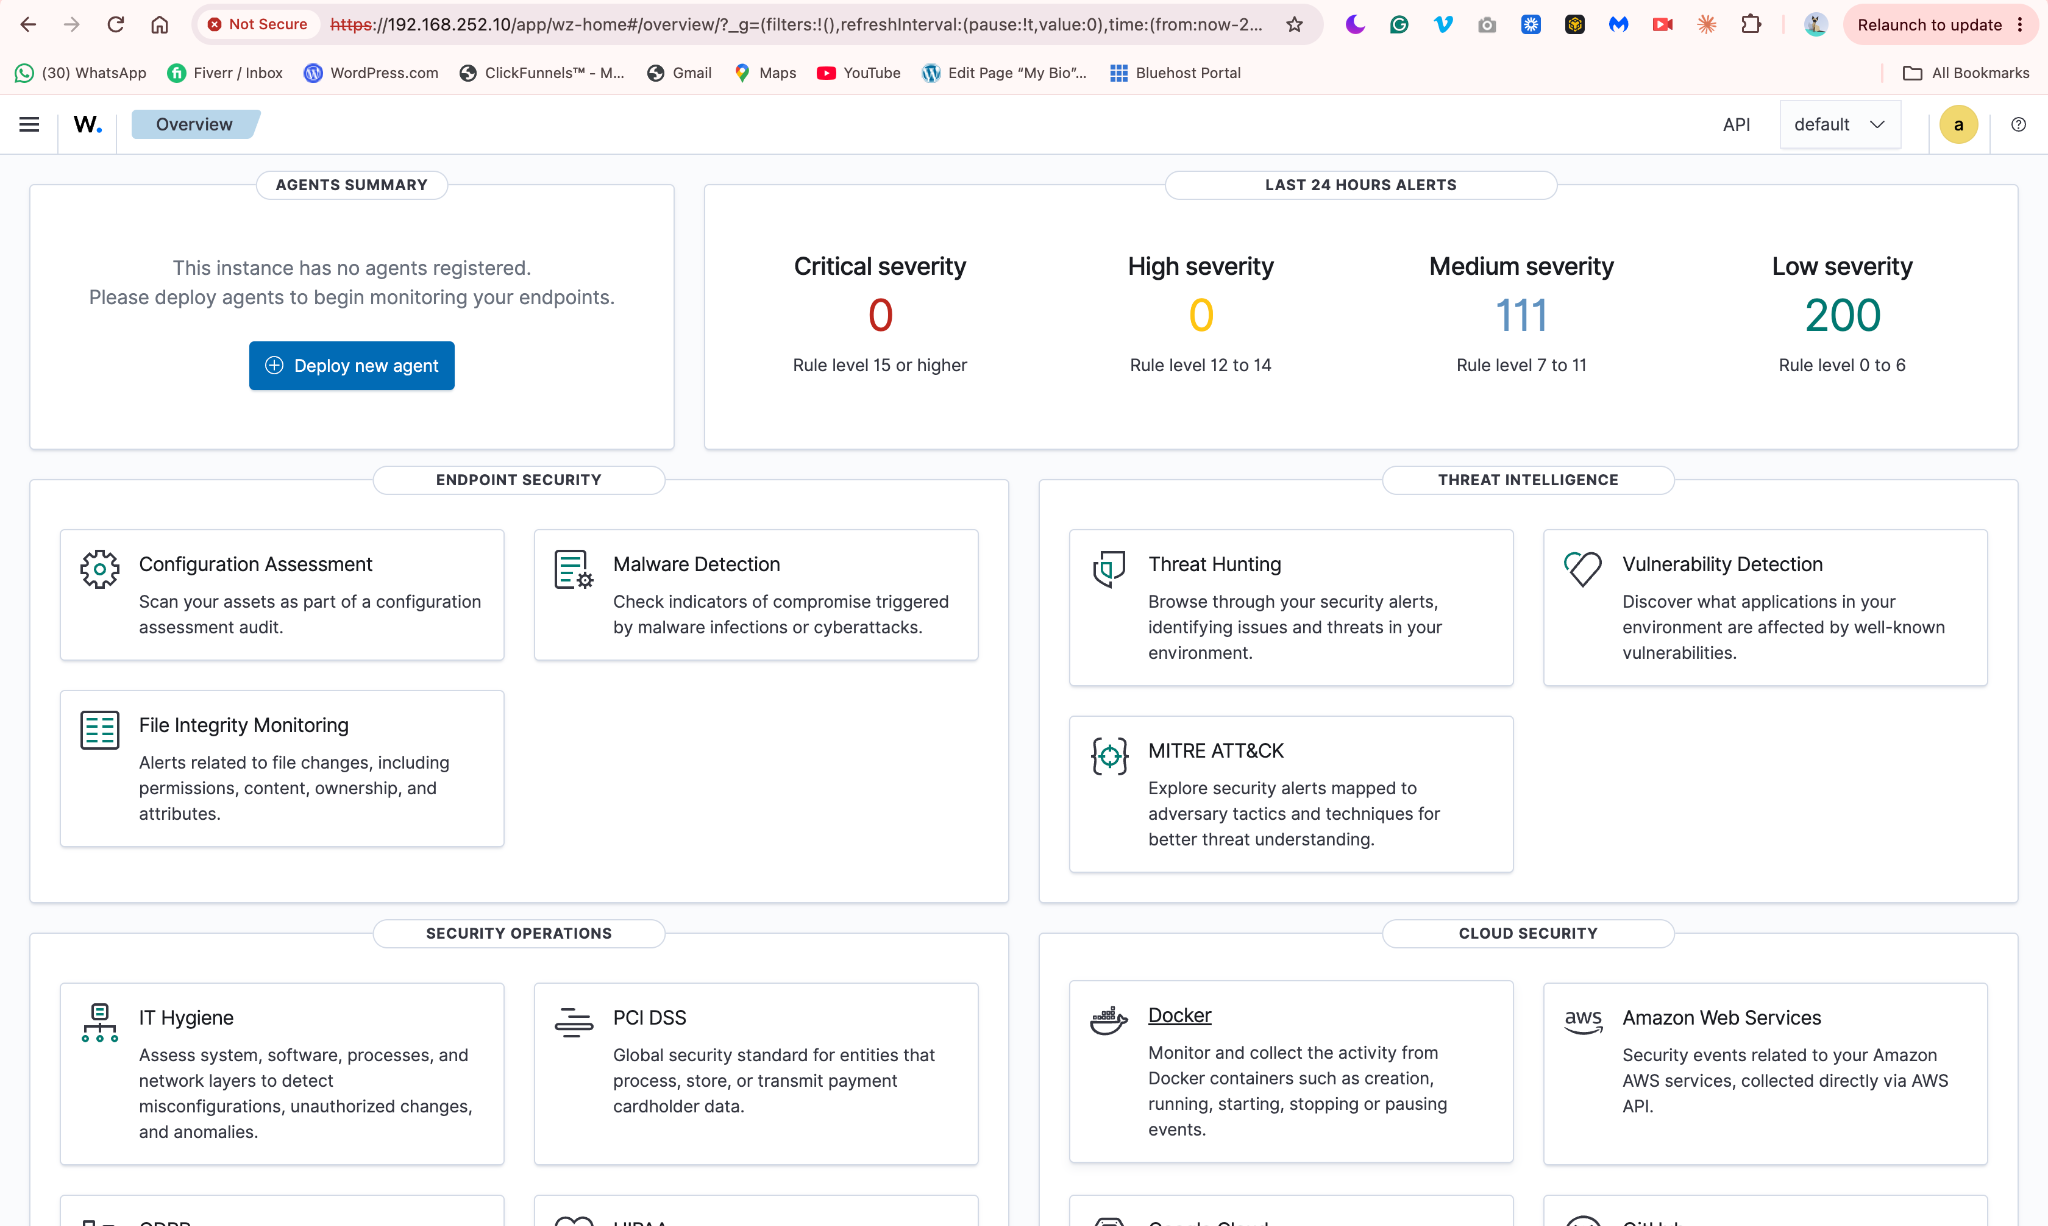 Not Secure
https://192.168.252.10/app/wz-home#/overview/?_g=(filters:!(),refreshInterval:(pause:!t,value:0),time:(from:now-2...
Relaunch to update
(30) WhatsApp
Fiverr / Inbox
WordPress.com
ClickFunnels™ - M...
Gmail
Maps
YouTube
Edit Page “My Bio”...
Bluehost Portal
All Bookmarks
W.
Overview
API
default
a
AGENTS SUMMARY
This instance has no agents registered.
Please deploy agents to begin monitoring your endpoints.
Deploy new agent
LAST 24 HOURS ALERTS
Critical severity
0
Rule level 15 or higher
High severity
0
Rule level 12 to 14
Medium severity
111
Rule level 7 to 11
Low severity
200
Rule level 0 to 6
ENDPOINT SECURITY
Configuration Assessment
Scan your assets as part of a configuration
assessment audit.
Malware Detection
Check indicators of compromise triggered
by malware infections or cyberattacks.
File Integrity Monitoring
Alerts related to file changes, including
permissions, content, ownership, and
attributes.
THREAT INTELLIGENCE
Threat Hunting
Browse through your security alerts,
identifying issues and threats in your
environment.
Vulnerability Detection
Discover what applications in your
environment are affected by well-known
vulnerabilities.
MITRE ATT&CK
Explore security alerts mapped to
adversary tactics and techniques for
better threat understanding.
SECURITY OPERATIONS
IT Hygiene
Assess system, software, processes, and
network layers to detect
misconfigurations, unauthorized changes,
and anomalies.
PCI DSS
Global security standard for entities that
process, store, or transmit payment
cardholder data.
CLOUD SECURITY
Docker
Monitor and collect the activity from
Docker containers such as creation,
running, starting, stopping or pausing
events.
aws
Amazon Web Services
Security events related to your Amazon
AWS services, collected directly via AWS
API.
GDPR
HIPAA
Google Cloud
GitHub